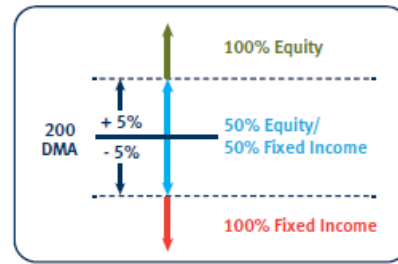 100% Equity
+ 5%
200
DMA
- 5%
50% Equity/
50% Fixed Income
100% Fixed Income